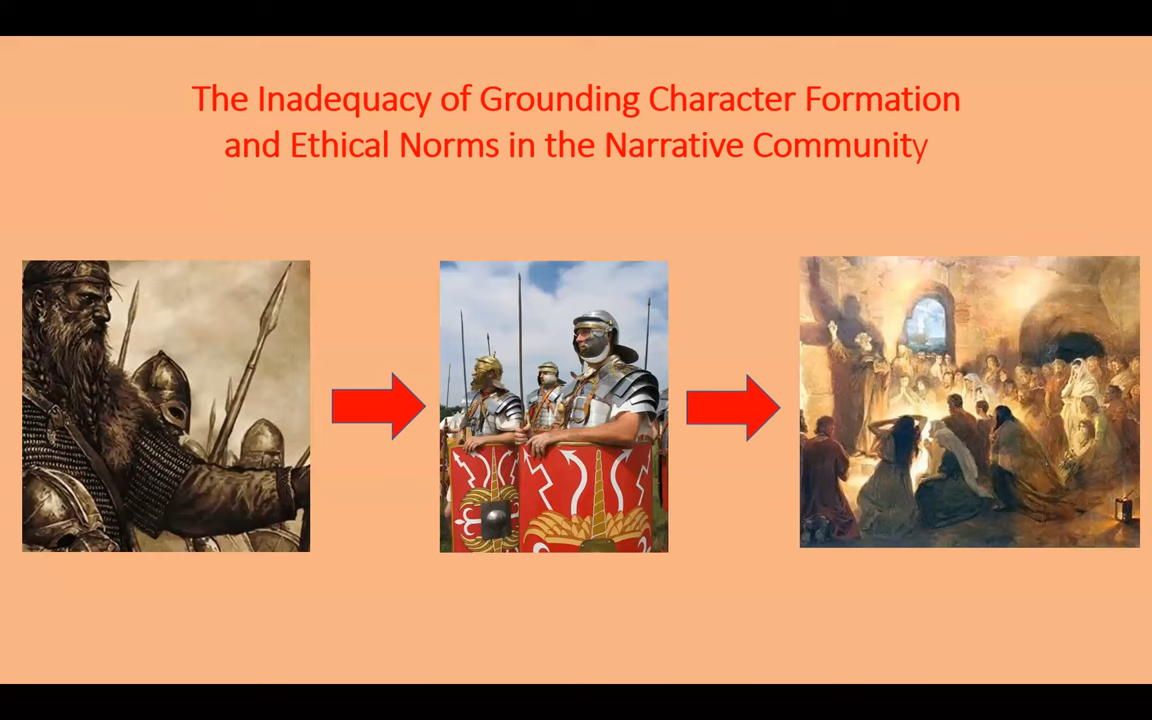 The Inadequacy of Grounding Character Formation
and Ethical Norms in the Narrative Community